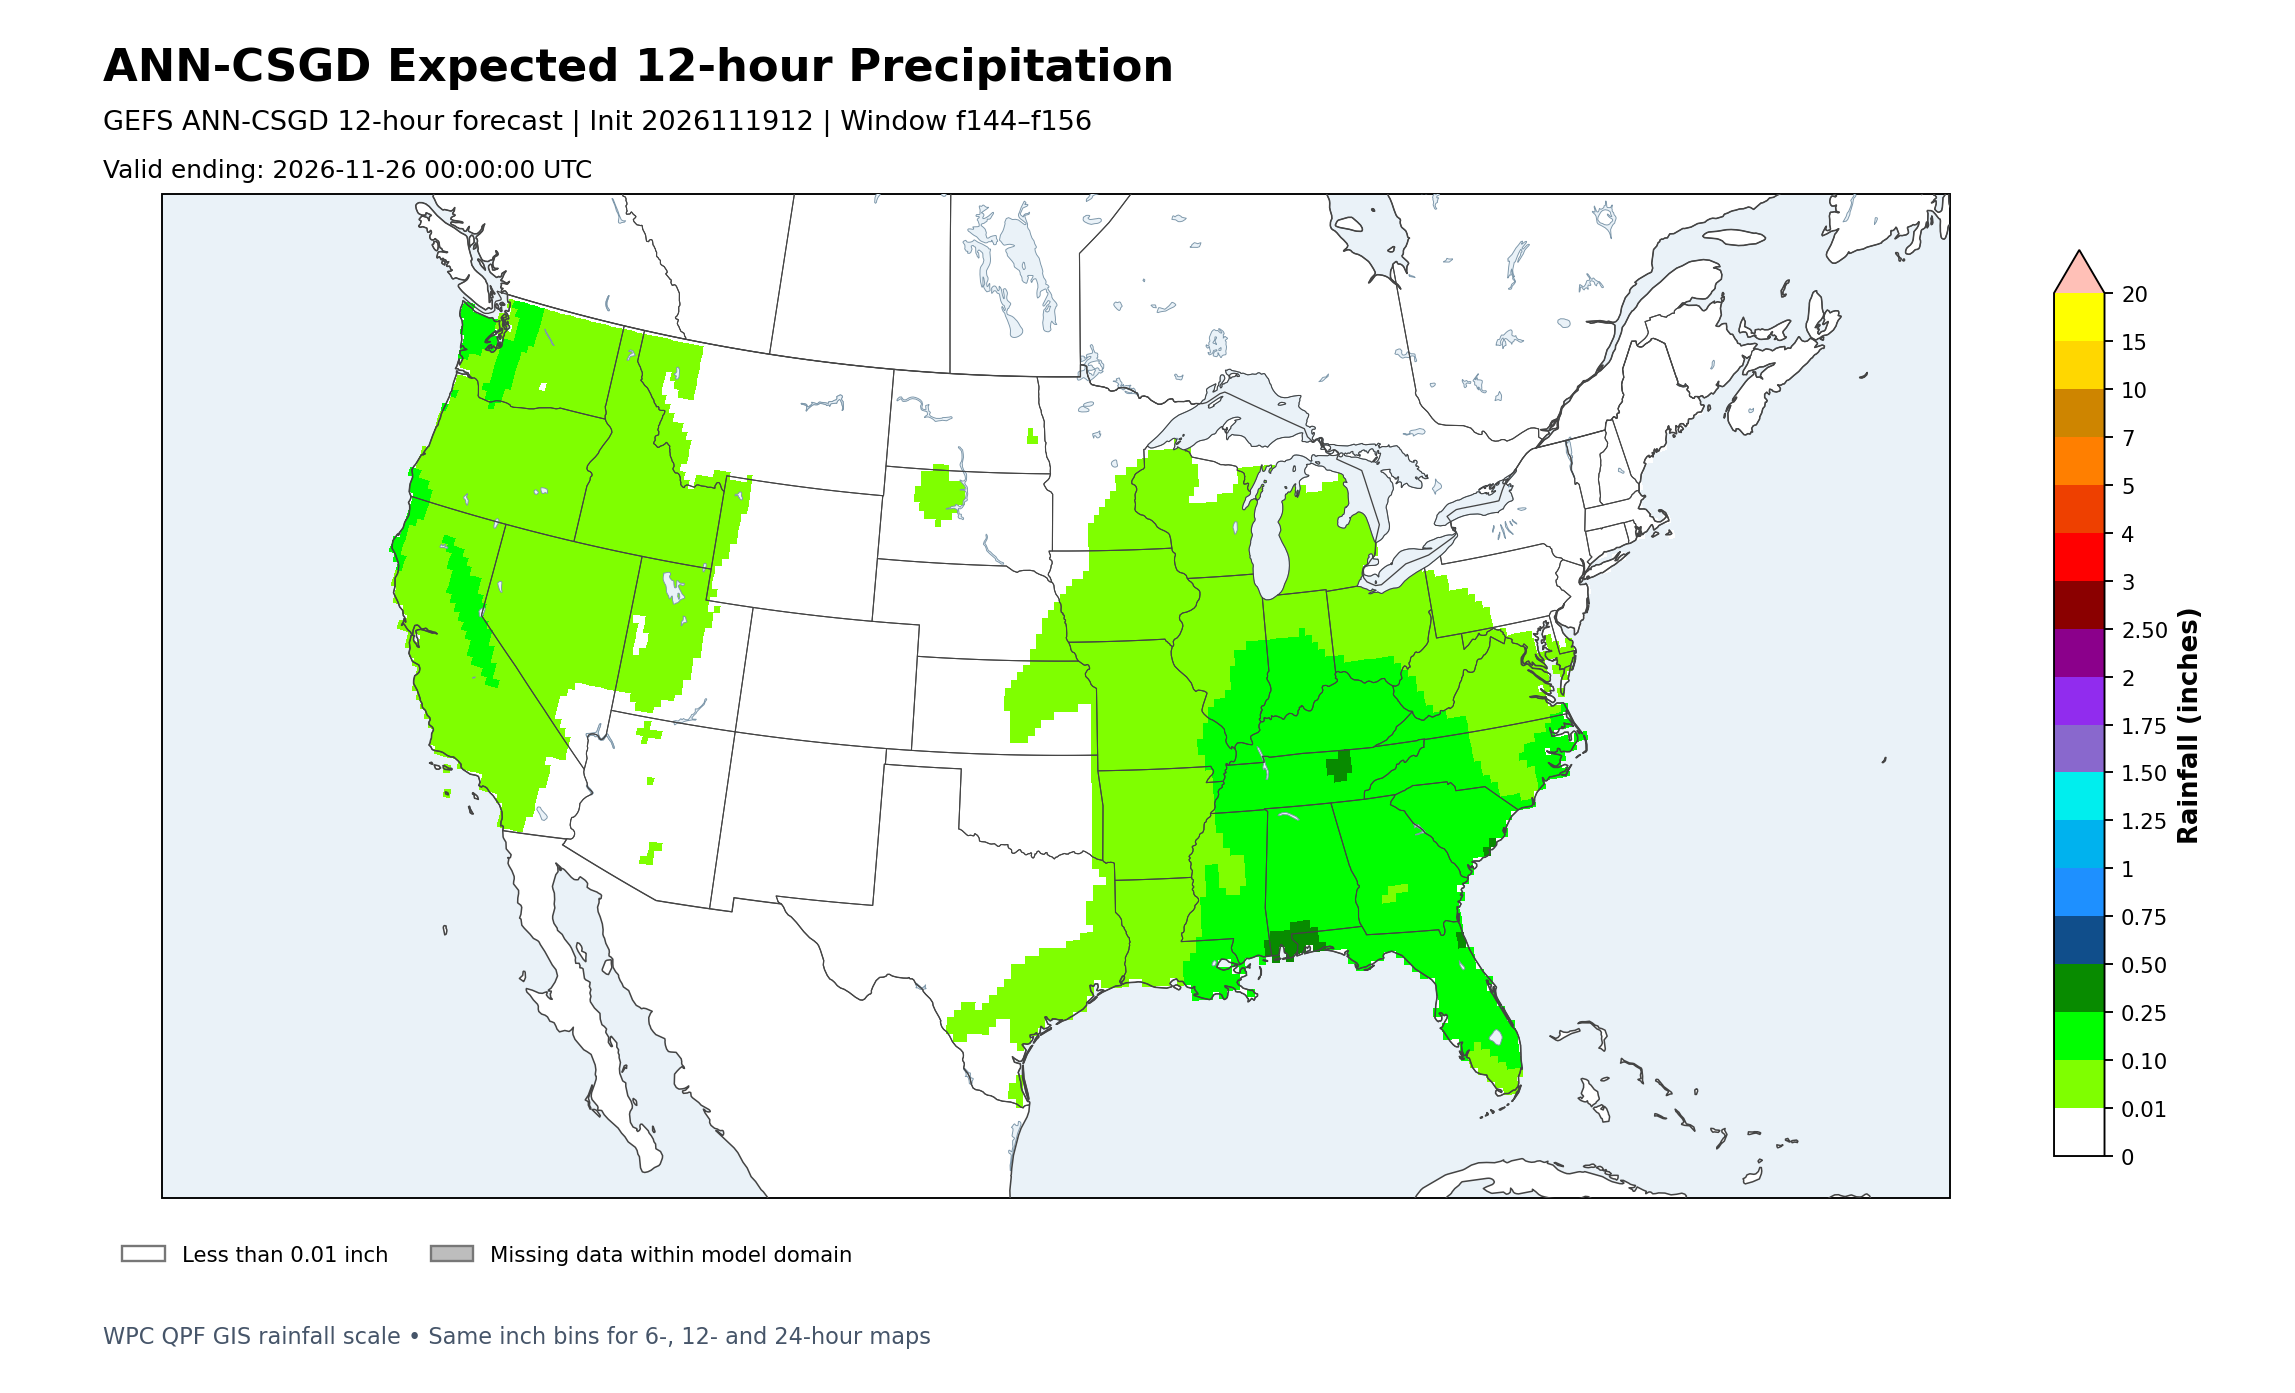 ANN-CSGD Expected 12-hour Precipitation
GEFS ANN-CSGD 12-hour forecast | Init 2026111912 | Window f144–f156
Valid ending: 2026-11-26 00:00:00 UTC
20
15
10
7
5
4
3
2.50
2
1.75
1.50
1.25
1
0.75
0.50
0.25
0.10
0.01
0
Rainfall (inches)
Less than 0.01 inch
Missing data within model domain
WPC QPF GIS rainfall scale • Same inch bins for 6-, 12- and 24-hour maps